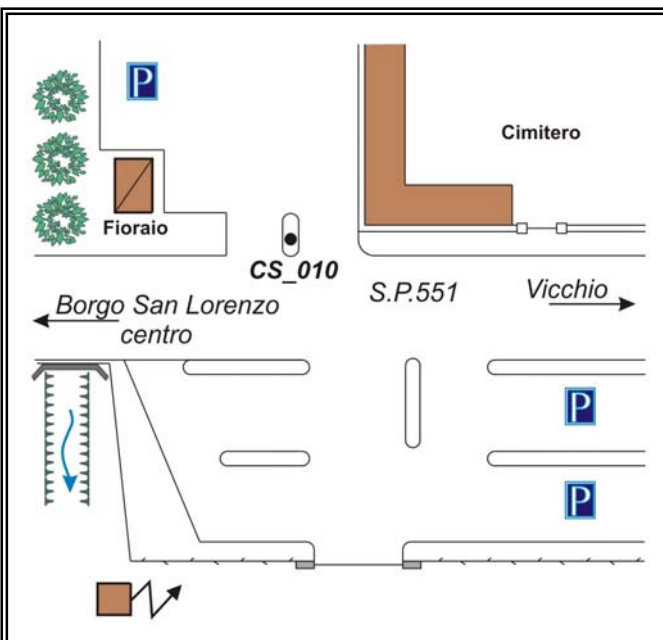 P
Cimitero
Fioraio
CS_010
S.P.551
Vicchio
Borgo San Lorenzo
centro
P
P